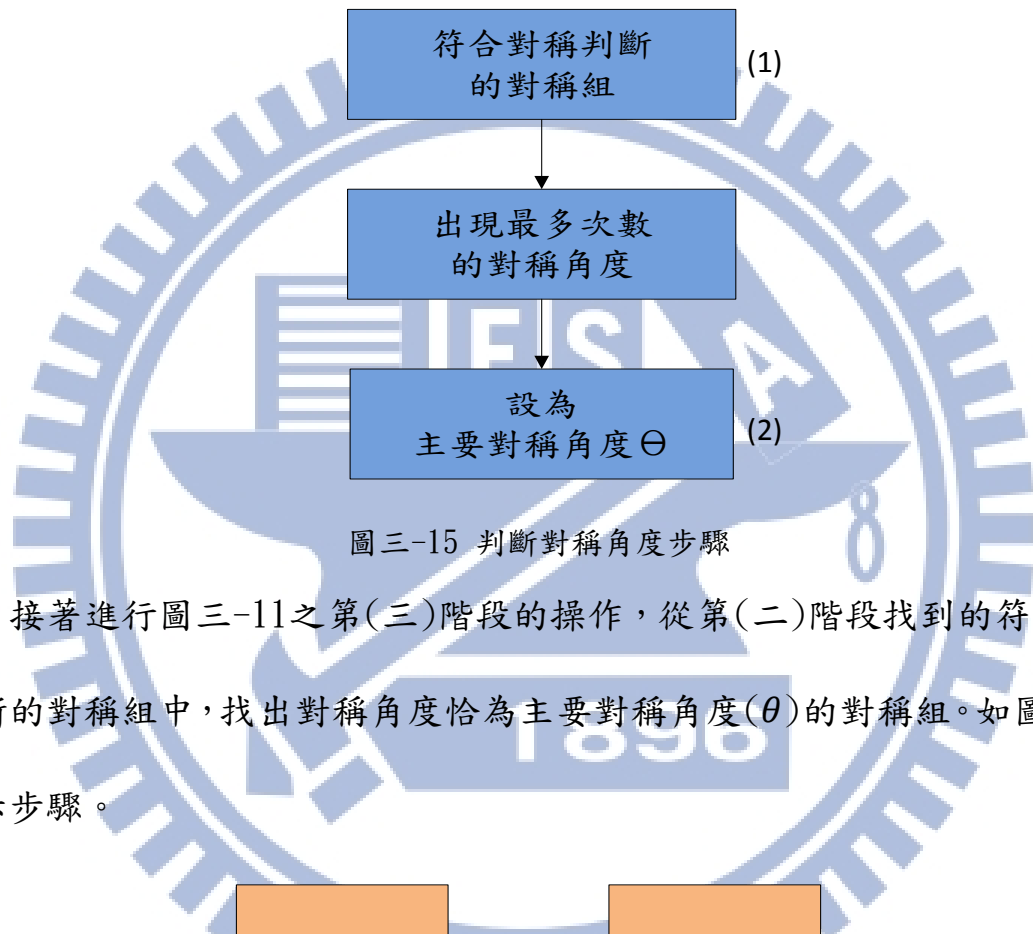 符合對稱判斷
的對稱組
(1)
出現最多次數
的對稱角度
設為
主要對稱角度Θ
(2)
圖三-15 判斷對稱角度步驟
接著進行圖三-11之第(三)階段的操作,從第(二)階段找到的符
的對稱組中,找出對稱角度恰為主要對稱角度(θ)的對稱組。如圖
步驟。
E S A
8
1896